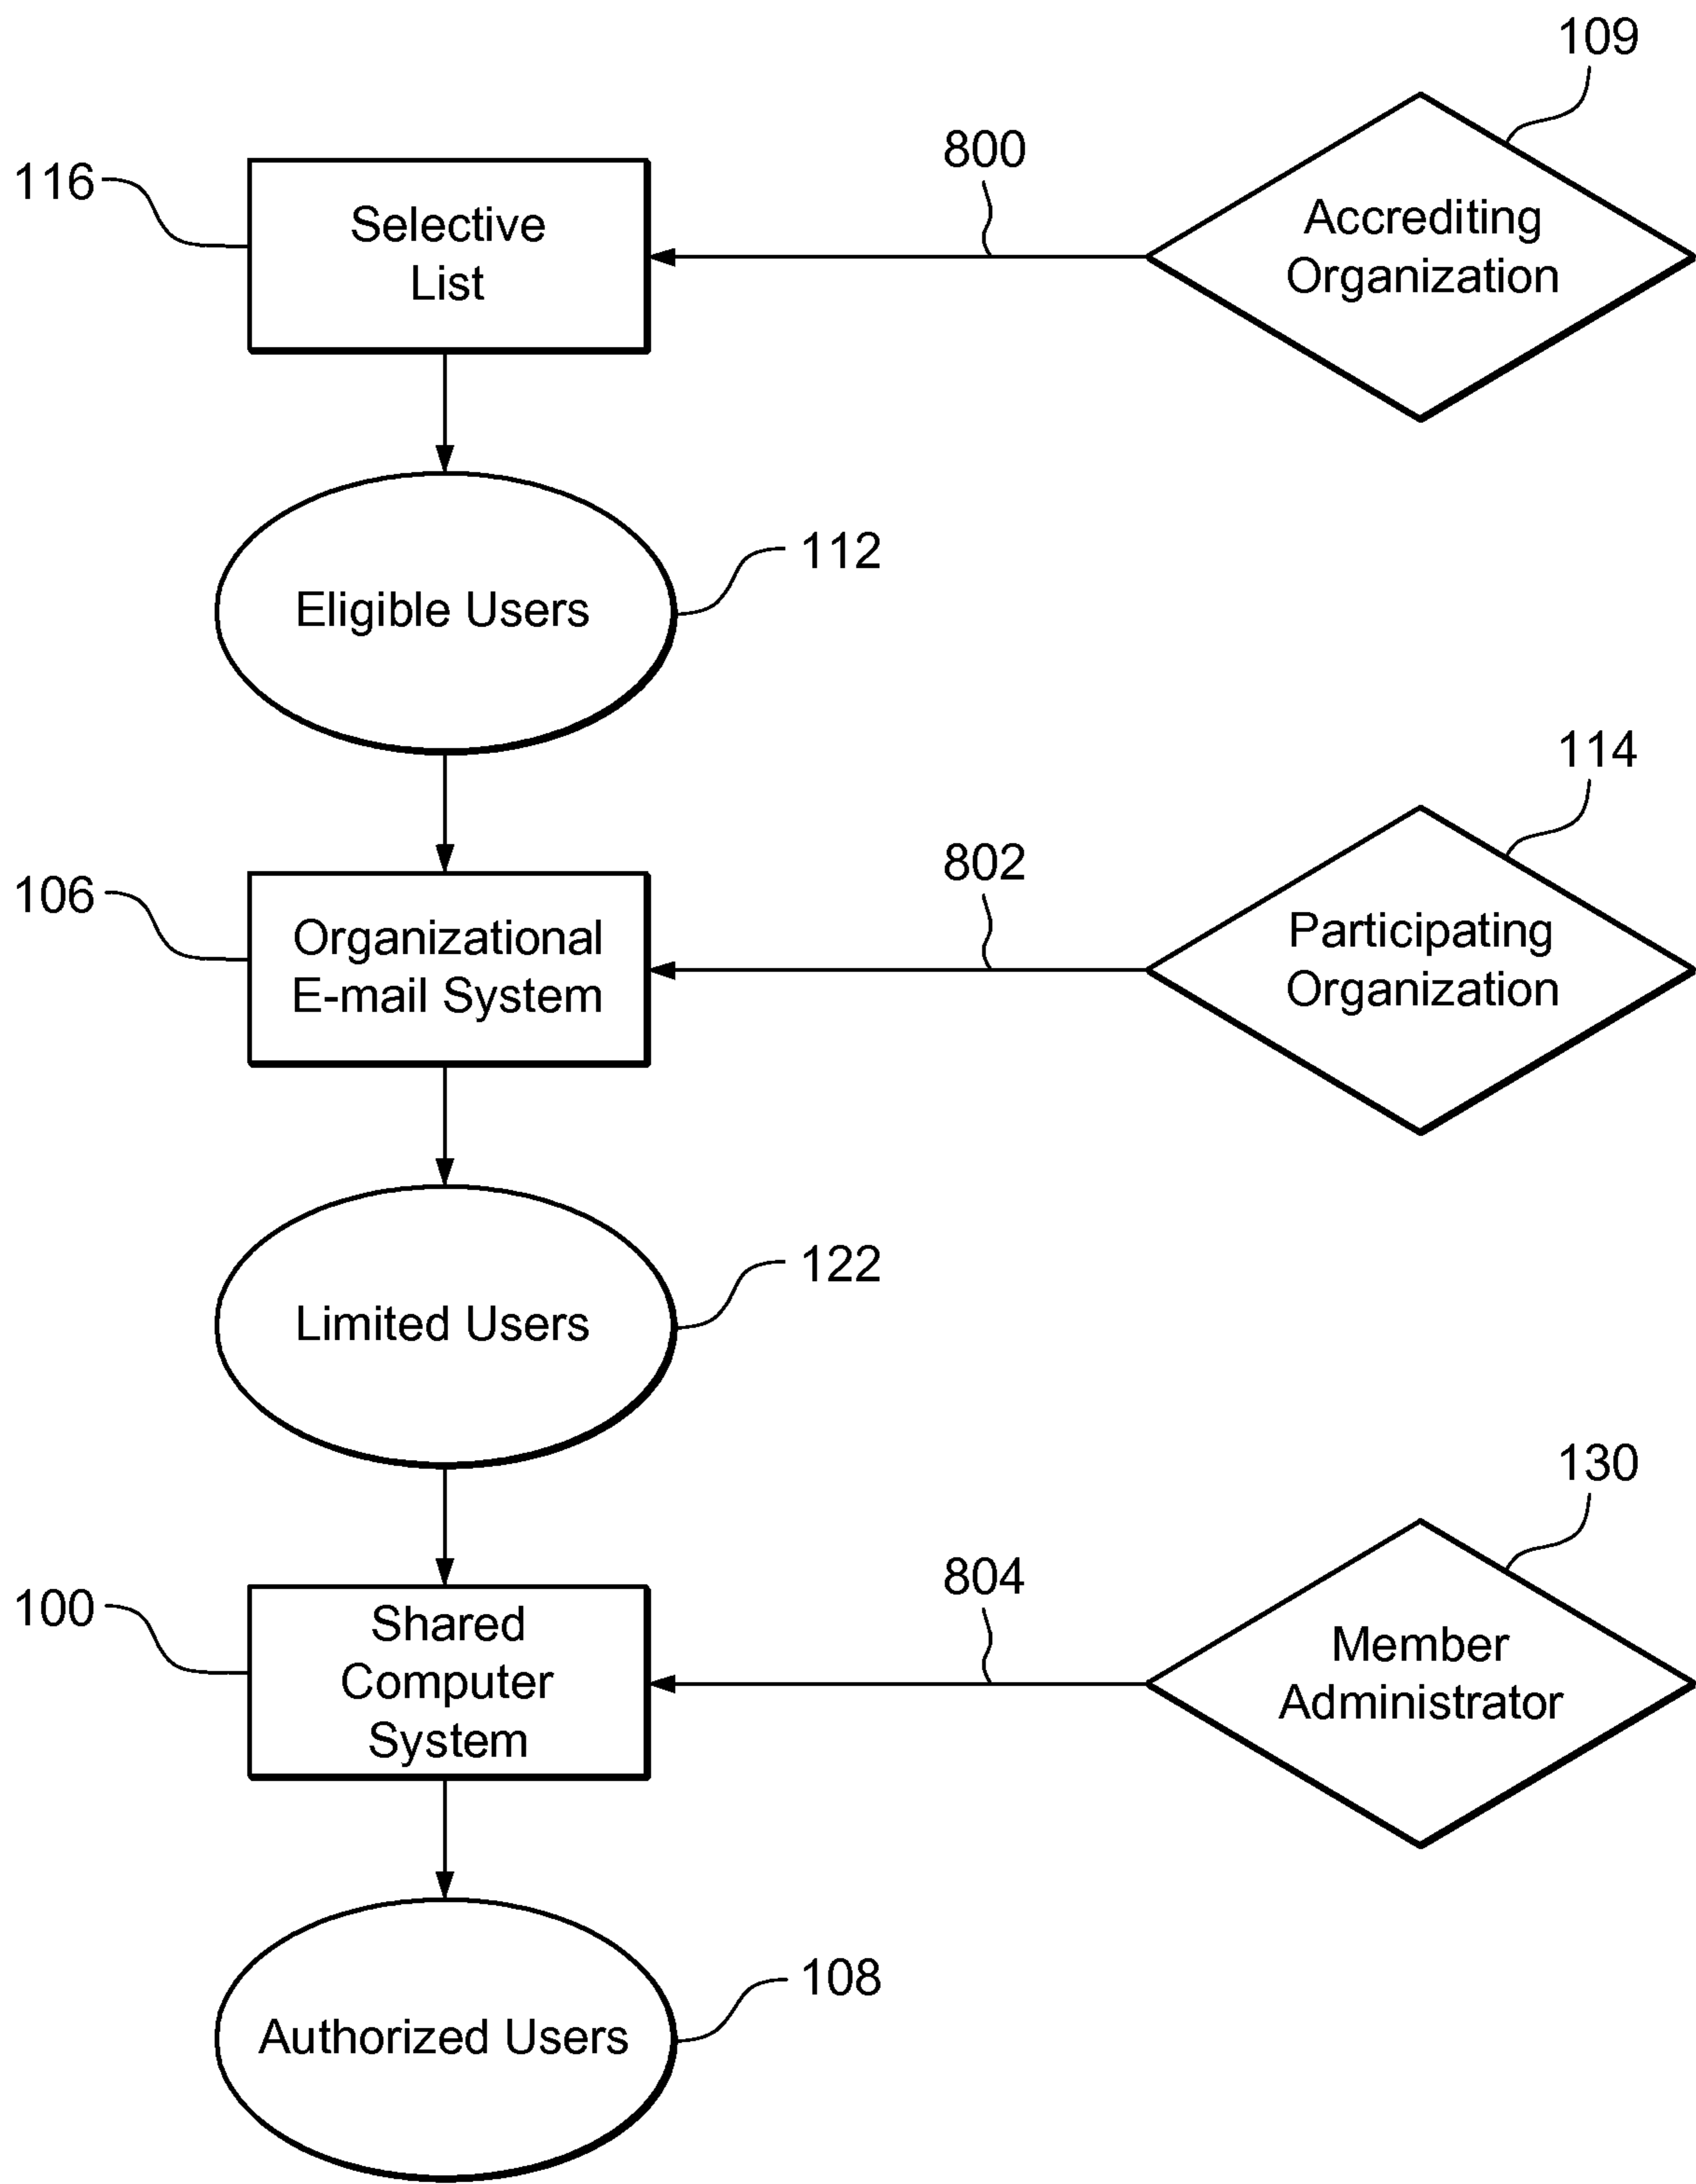 109
800
116
Selective
List
Accrediting
Organization
112
Eligible Users
114
802
106
Organizational
E-mail System
Participating
Organization
122
Limited Users
130
804
100
Shared
Computer
System
Member
Administrator
108
Authorized Users